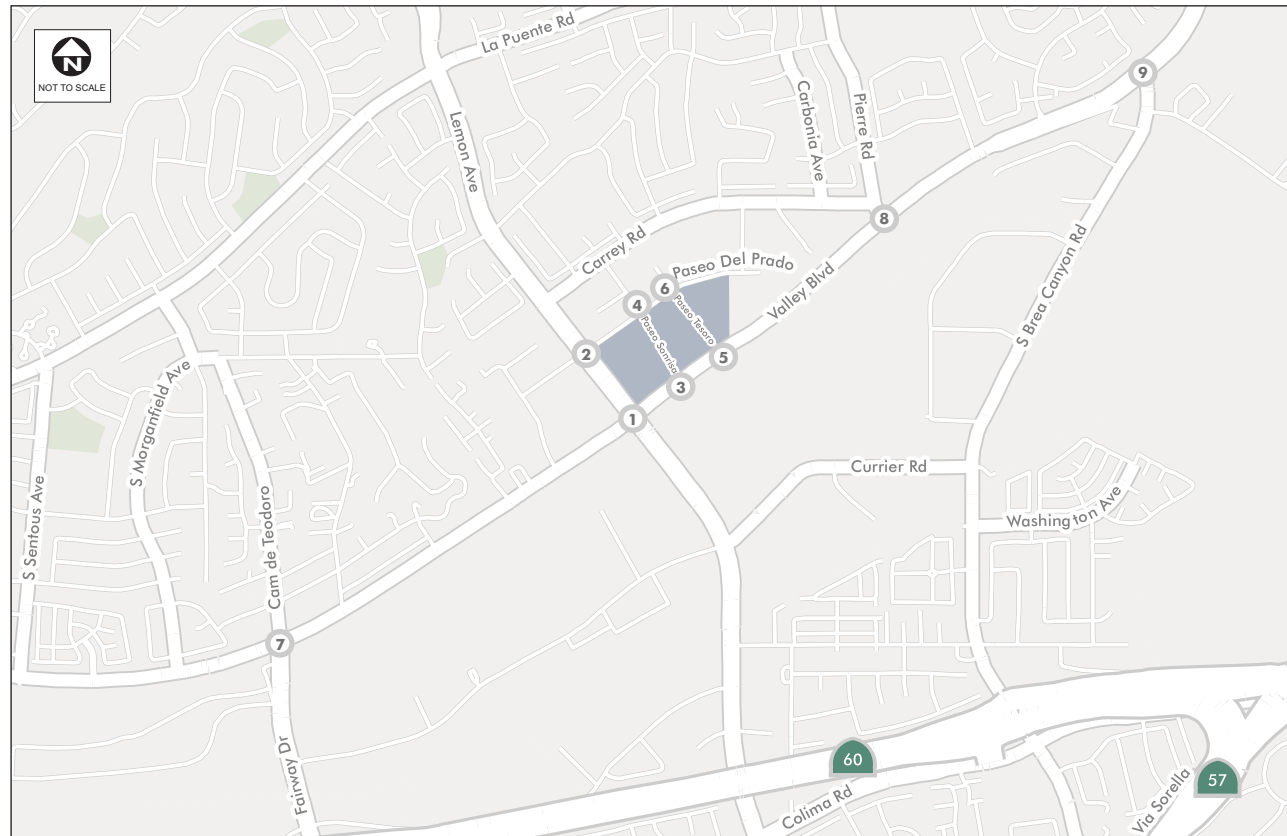 N
NOT TO SCALE
La Puente Rd
9
Lemon Ave
Carbonia Ave
Pierre Rd
8
Carrey Rd
Paseo Del Prado
6
4
Paseo Tesoro
Paseo Sonrisa
Valley Blvd
S Brea Canyon Rd
2
5
3
1
S Morganfield Ave
S Sentous Ave
Cam de Teodoro
Currier Rd
Washington Ave
7
Fairway Dr
60
57
Colima Rd
Via Sorella